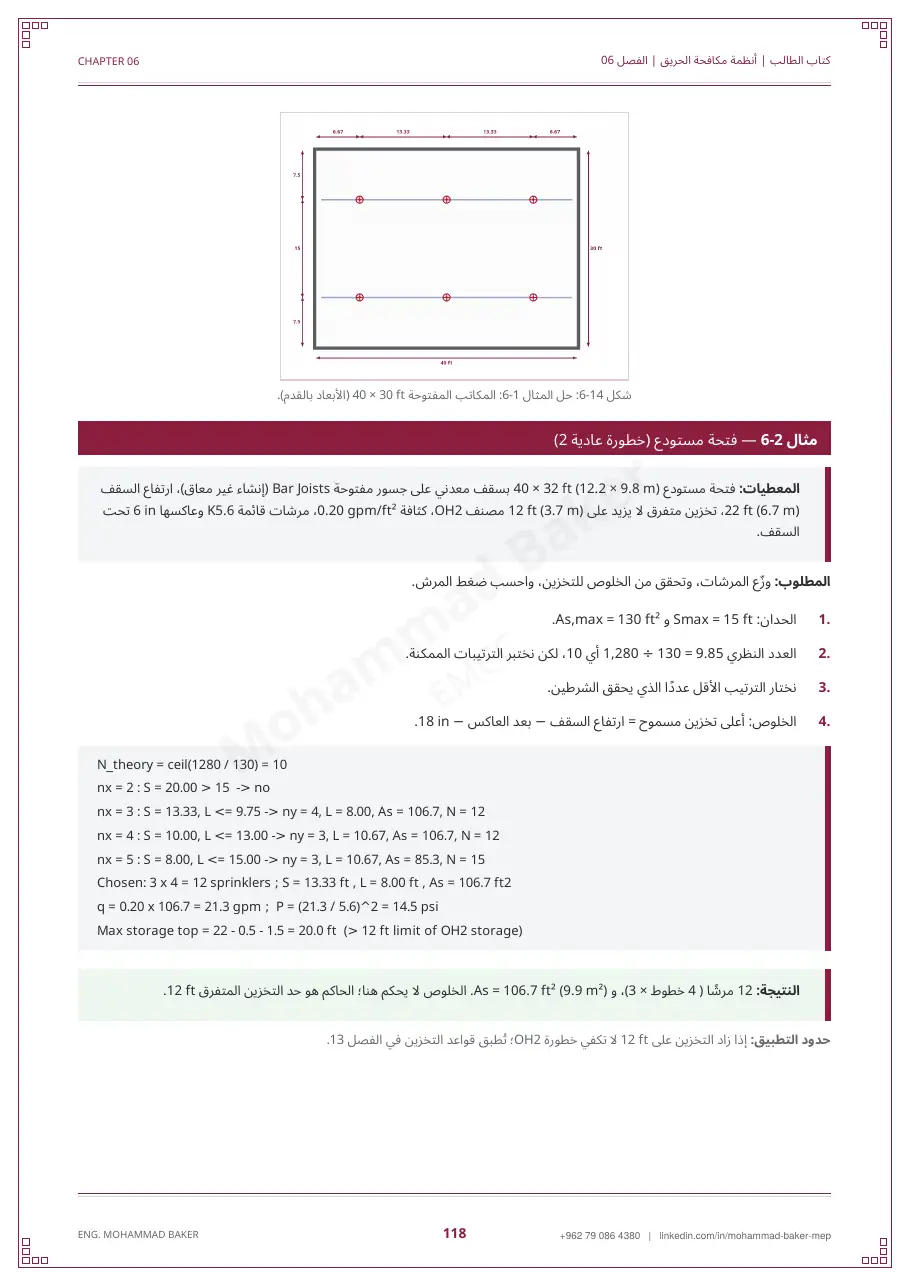 CHAPTER 06
كتاب الطالب | أنظمة مكافحة الحريق | الفصل 06
6.67 13.33 13.33 6.67
7.5
15
30 ft
7.5
40 ft
شكل 14-6: حل المثال 1-6: المكاتب المفتوحة 40 × 30 ft (الأبعاد بالقدم).
مثال 2-6 — فتحة مستودع (خطورة عادية 2)
المعطيات: فتحة مستودع 40 × 32 ft (12.2 × 9.8 m) بسقف معدني على جسور مفتوحة Bar Joists (إنشاء غير معاق)، ارتفاع السقف
22 ft (6.7 m)، تخزين متفرق لا يزيد على 12 ft (3.7 m) مصنف OH2، كثافة 0.20 gpm/ft²، مرشات قائمة K5.6 وعاكسها 6 in تحت
السقف.
المطلوب: وزّع المرشات، وتحقق من الخلوص للتخزين، واحسب ضغط المرش.
1. الحدان: Smax = 15 ft و As,max = 130 ft².
2. العدد النظري 9.85 = 130 ÷ 1,280 أي 10، لكن نختبر الترتيبات الممكنة.
3. نختار الترتيب الأقل عددًا الذي يحقق الشرطين.
4. الخلوص: أعلى تخزين مسموح = ارتفاع السقف − بعد العاكس − 18 in.
N_theory = ceil(1280 / 130) = 10
nx = 2 : S = 20.00 > 15 -> no
nx = 3 : S = 13.33, L <= 9.75 -> ny = 4, L = 8.00, As = 106.7, N = 12
nx = 4 : S = 10.00, L <= 13.00 -> ny = 3, L = 10.67, As = 106.7, N = 12
nx = 5 : S = 8.00, L <= 15.00 -> ny = 3, L = 10.67, As = 85.3, N = 15
Chosen: 3 x 4 = 12 sprinklers ; S = 13.33 ft , L = 8.00 ft , As = 106.7 ft2
q = 0.20 x 106.7 = 21.3 gpm ; P = (21.3 / 5.6)^2 = 14.5 psi
Max storage top = 22 - 0.5 - 1.5 = 20.0 ft (> 12 ft limit of OH2 storage)
النتيجة: 12 مرشًا ( 4 خطوط × 3)، و As = 106.7 ft² (9.9 m²). الخلوص لا يحكم هنا؛ الحاكم هو حد التخزين المتفرق 12 ft.
حدود التطبيق: إذا زاد التخزين على 12 ft لا تكفي خطورة OH2؛ تُطبق قواعد التخزين في الفصل 13.
Mohammad Baker
ENG. MOHAMMAD BAKER
118
+962 79 086 4380 | linkedin.com/in/mohammad-baker-mep